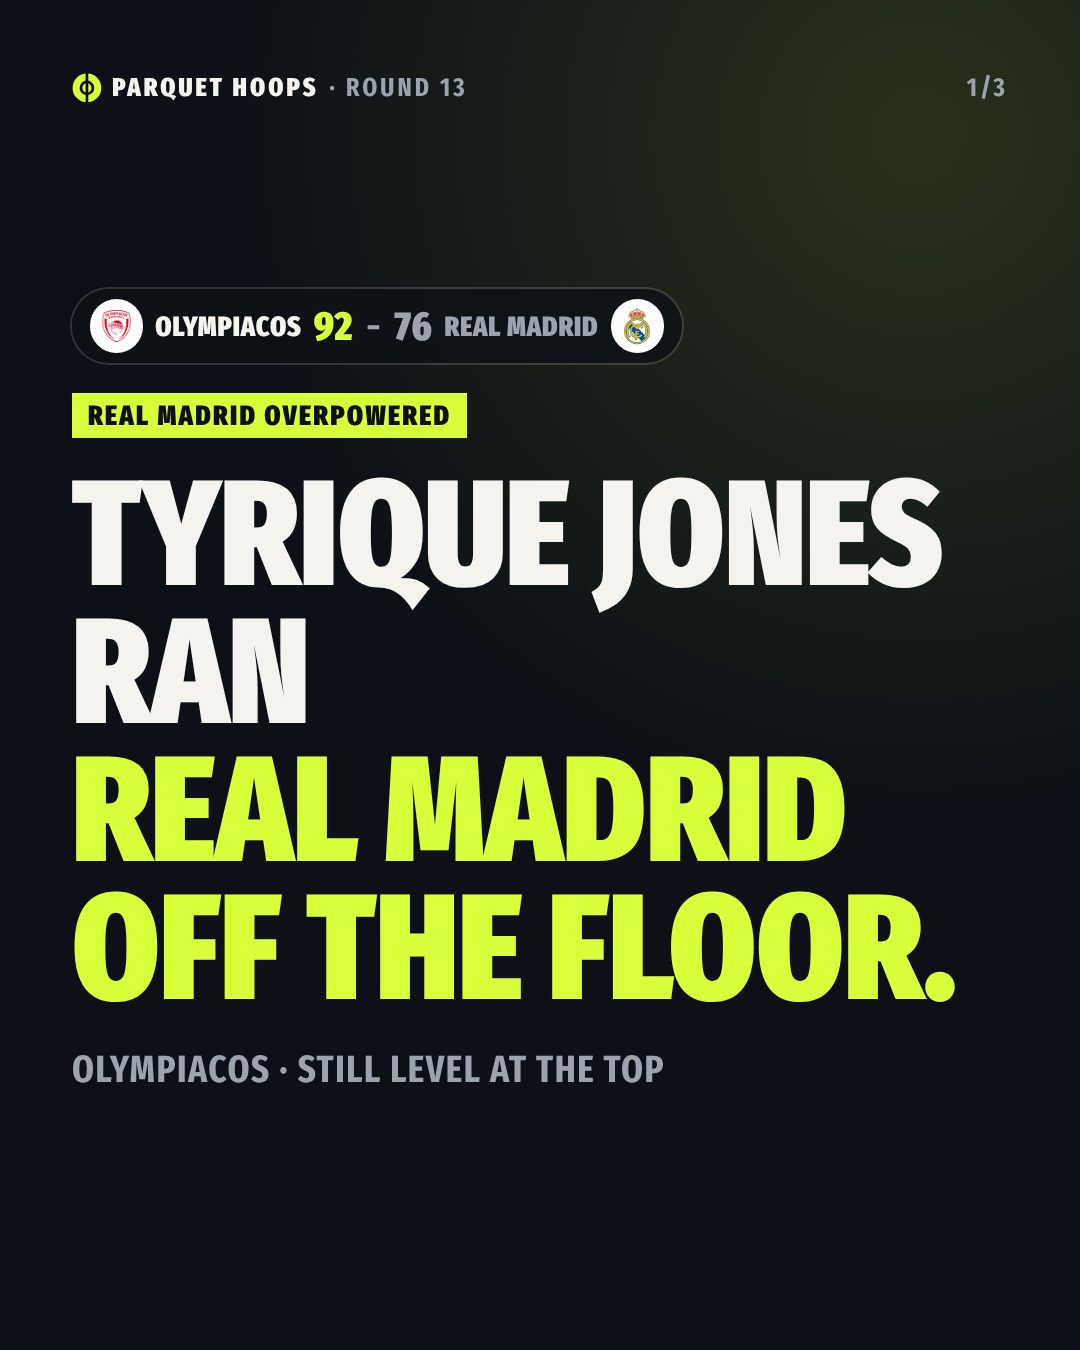 PARQUET HOOPS · ROUND 13
1/3
OLYMPIACOS 92 - 76 REAL MADRID
REAL MADRID OVERPOWERED
TYRIQUE JONES
RAN
REAL MADRID
OFF THE FLOOR.
OLYMPIACOS · STILL LEVEL AT THE TOP